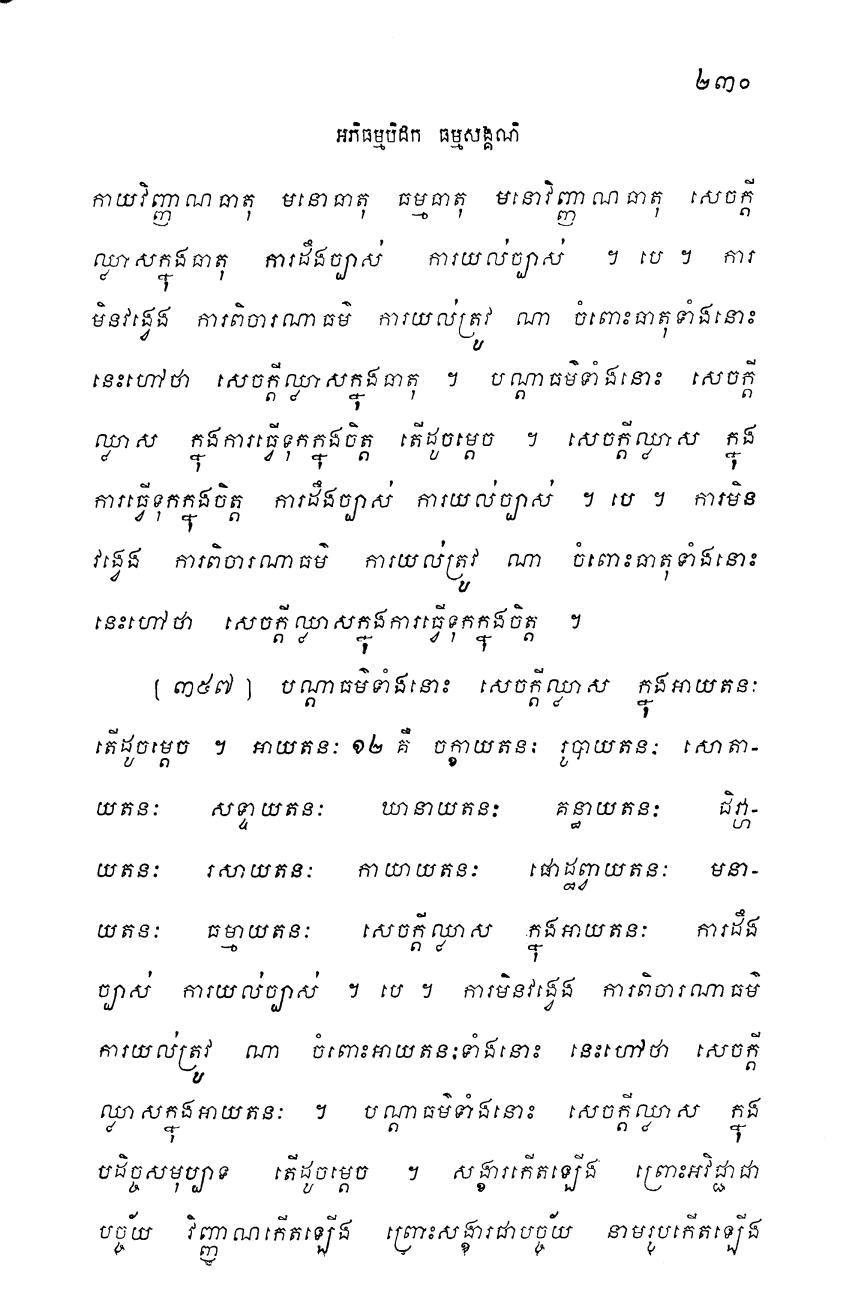 ២៣០
អភិធម្មបិដក ធម្មសង្គណិ
កាយវិញ្ញាណធាតុ មនោធាតុ ធម្មធាតុ មនោវិញ្ញាណធាតុ សេចក្ដី
ឈ្លាសក្នុងធាតុ ការដឹងច្បាស់ ការយល់ច្បាស់ ។ បេ ។ ការ
មិនវង្វេង ការពិចារណាធម៌ ការយល់ត្រូវ ណា ចំពោះធាតុទាំងនោះ
នេះហៅថា សេចក្ដីឈ្លាសក្នុងធាតុ ។ បណ្ដាធម៌ទាំងនោះ សេចក្ដី
ឈ្លាស ក្នុងការធ្វើទុកក្នុងចិត្ត តើដូចម្ដេច ។ សេចក្ដីឈ្លាស ក្នុង
ការធ្វើទុកក្នុងចិត្ត ការដឹងច្បាស់ ការយល់ច្បាស់ ។ បេ ។ ការមិន
វង្វេង ការពិចារណាធម៌ ការយល់ត្រូវ ណា ចំពោះធាតុទាំងនោះ
នេះហៅថា សេចក្ដីឈ្លាសក្នុងការធ្វើទុកក្នុងចិត្ត ។
(៣៥៧) បណ្ដាធម៌ទាំងនោះ សេចក្ដីឈ្លាស ក្នុងអាយតនៈ
តើដូចម្ដេច ។ អាយតនៈ ១២ គឺ ចក្ខាយតនៈ រូបាយតនៈ សោតា-
យតនៈ សទ្ទាយតនៈ ឃានាយតនៈ គន្ធាយតនៈ ជិវ្ហា-
យតនៈ រសាយតនៈ កាយាយតនៈ ផោដ្ឋព្វាយតនៈ មនា-
យតនៈ ធម្មាយតនៈ សេចក្ដីឈ្លាស ក្នុងអាយតនៈ ការដឹង
ច្បាស់ ការយល់ច្បាស់ ។ បេ ។ ការមិនវង្វេង ការពិចារណាធម៌
ការយល់ត្រូវ ណា ចំពោះអាយតនៈទាំងនោះ នេះហៅថា សេចក្ដី
ឈ្លាសក្នុងអាយតនៈ ។ បណ្ដាធម៌ទាំងនោះ សេចក្ដីឈ្លាស ក្នុង
បដិច្ចសមុប្បាទ តើដូចម្ដេច ។ សង្ខារកើតឡើង ព្រោះអវិជ្ជាជា
បច្ច័យ វិញ្ញាណកើតឡើង ព្រោះសង្ខារជាបច្ច័យ នាមរូបកើតឡើង